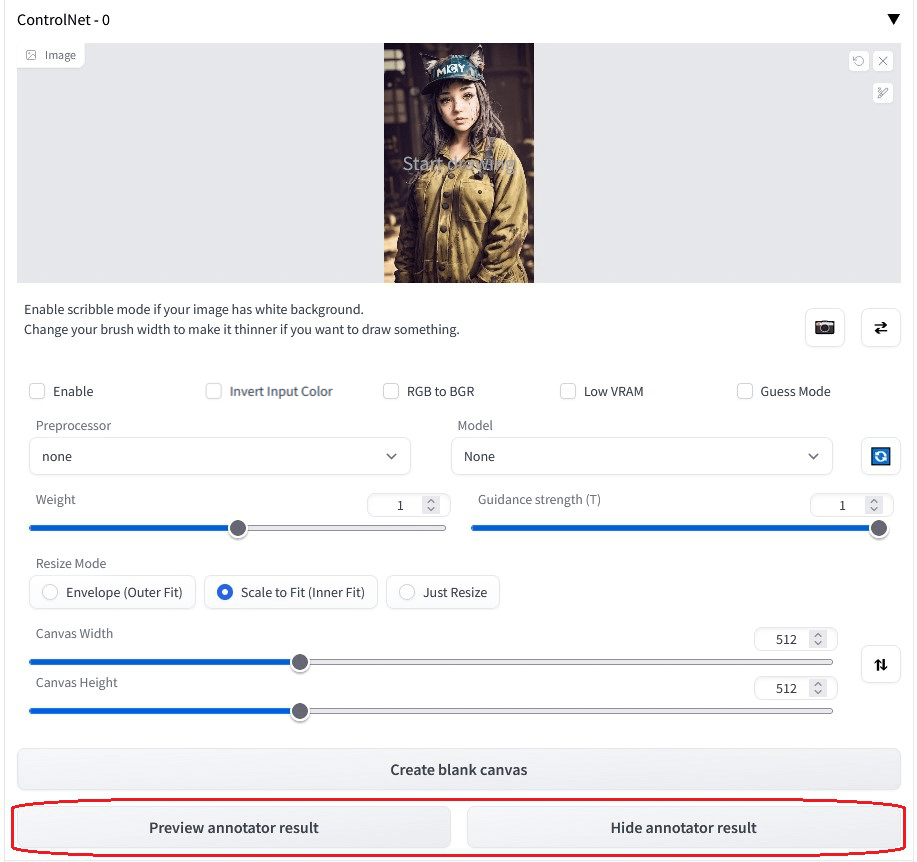 ControlNet - 0
Image
MKGY
Start drawing
Enable scribble mode if your image has white background.
Change your brush width to make it thinner if you want to draw something.
Enable
Invert Input Color
RGB to BGR
Low VRAM
Guess Mode
Preprocessor
Model
none
None
Weight
1
Guidance strength (T)
1
Resize Mode
Envelope (Outer Fit)
Scale to Fit (Inner Fit)
Just Resize
Canvas Width
512
Canvas Height
512
Create blank canvas
Preview annotator result
Hide annotator result